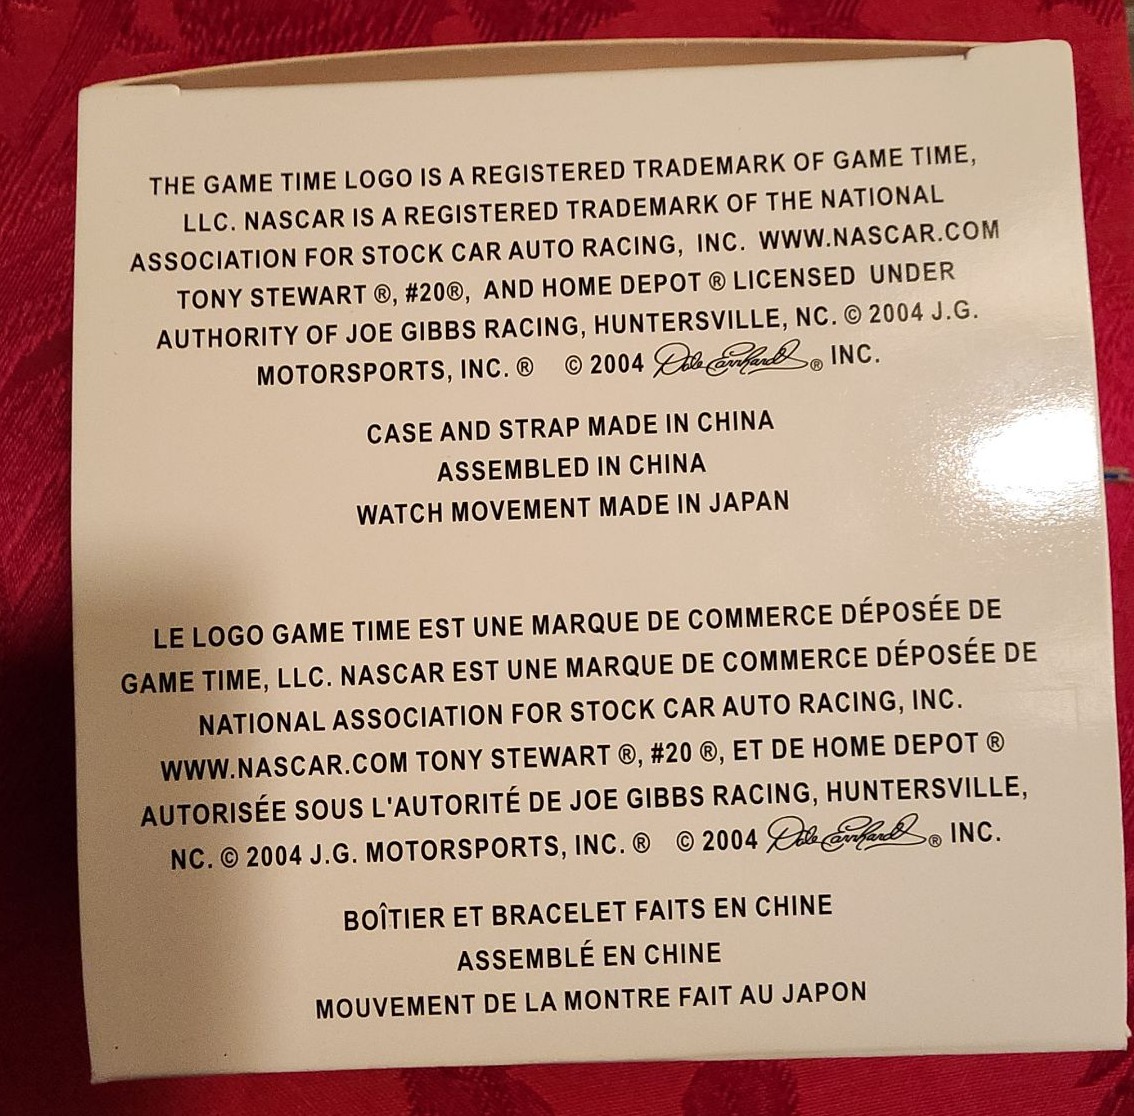 THE GAME TIME LOGO IS A REGISTERED TRADEMARK OF GAME TIME,
LLC. NASCAR IS A REGISTERED TRADEMARK OF THE NATIONAL
ASSOCIATION FOR STOCK CAR AUTO RACING, INC. WWW.NASCAR.COM
TONY STEWART ®, #20®, AND HOME DEPOT ® LICENSED UNDER
AUTHORITY OF JOE GIBBS RACING, HUNTERSVILLE, NC. © 2004 J.G.
MOTORSPORTS, INC. ® © 2004 Dale Earnhardt ® INC.
CASE AND STRAP MADE IN CHINA
ASSEMBLED IN CHINA
WATCH MOVEMENT MADE IN JAPAN
LE LOGO GAME TIME EST UNE MARQUE DE COMMERCE DÉPOSÉE DE
GAME TIME, LLC. NASCAR EST UNE MARQUE DE COMMERCE DÉPOSÉE DE
NATIONAL ASSOCIATION FOR STOCK CAR AUTO RACING, INC.
WWW.NASCAR.COM TONY STEWART ®, #20 ®, ET DE HOME DEPOT ®
AUTORISÉE SOUS L'AUTORITÉ DE JOE GIBBS RACING, HUNTERSVILLE,
NC. © 2004 J.G. MOTORSPORTS, INC. ® © 2004 Dale Earnhardt ® INC.
BOÎTIER ET BRACELET FAITS EN CHINE
ASSEMBLÉ EN CHINE
MOUVEMENT DE LA MONTRE FAIT AU JAPON